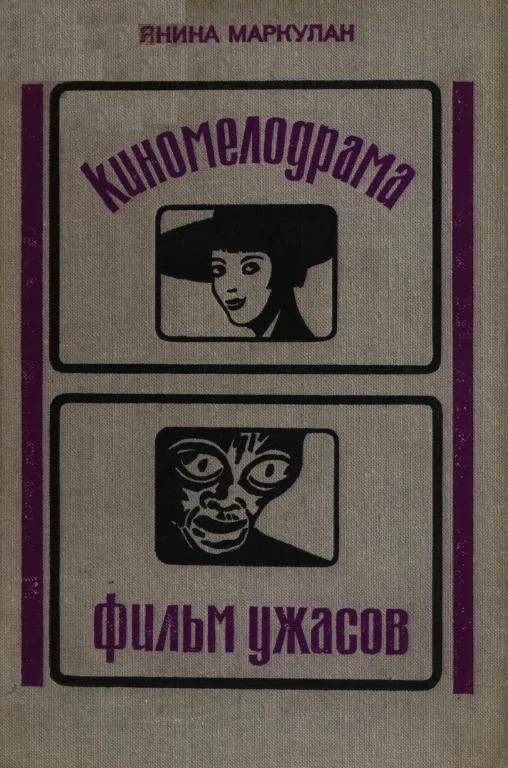 ЯНИНА МАРКУЛАН
Киномелодрама
фильм ужасов